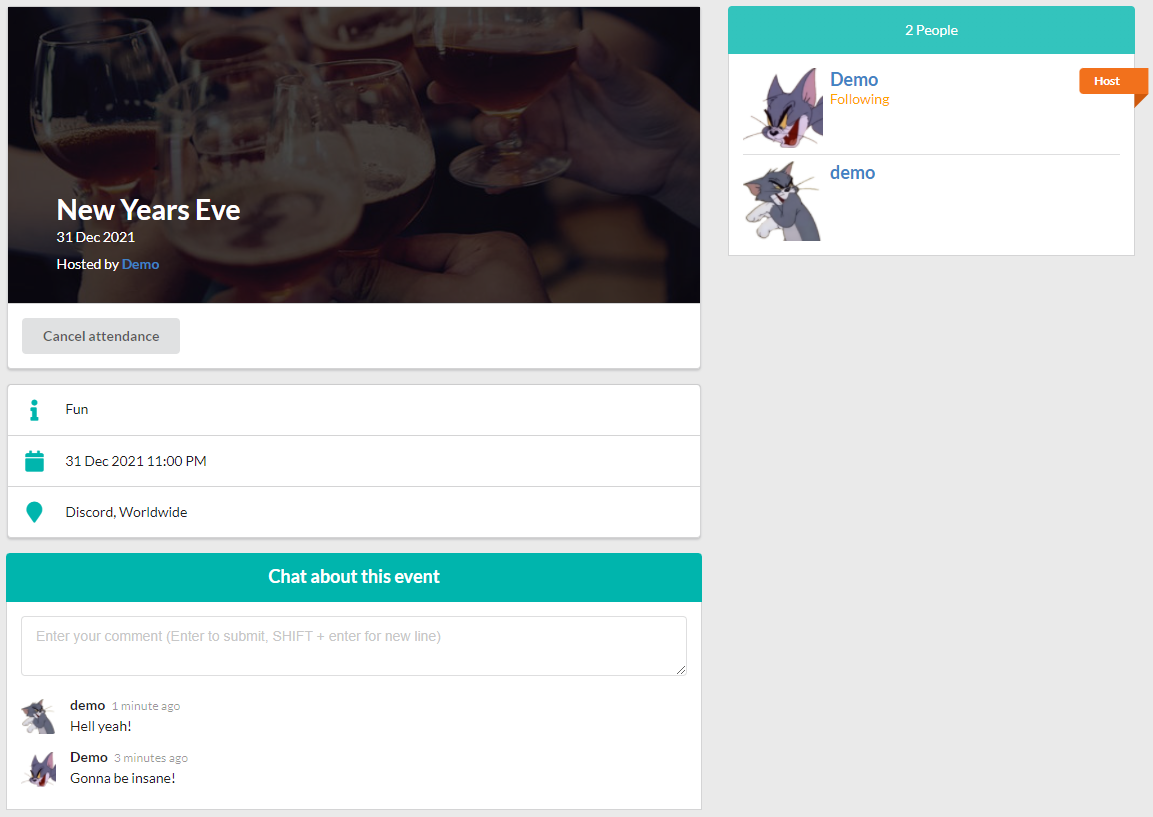 New Years Eve
31 Dec 2021
Hosted by Demo
Cancel attendance
Fun
31 Dec 2021 11:00 PM
Discord, Worldwide
Chat about this event
Enter your comment (Enter to submit, SHIFT + enter for new line)
demo 1 minute ago
Hell yeah!
Demo 3 minutes ago
Gonna be insane!
2 People
Demo
Host
Following
demo